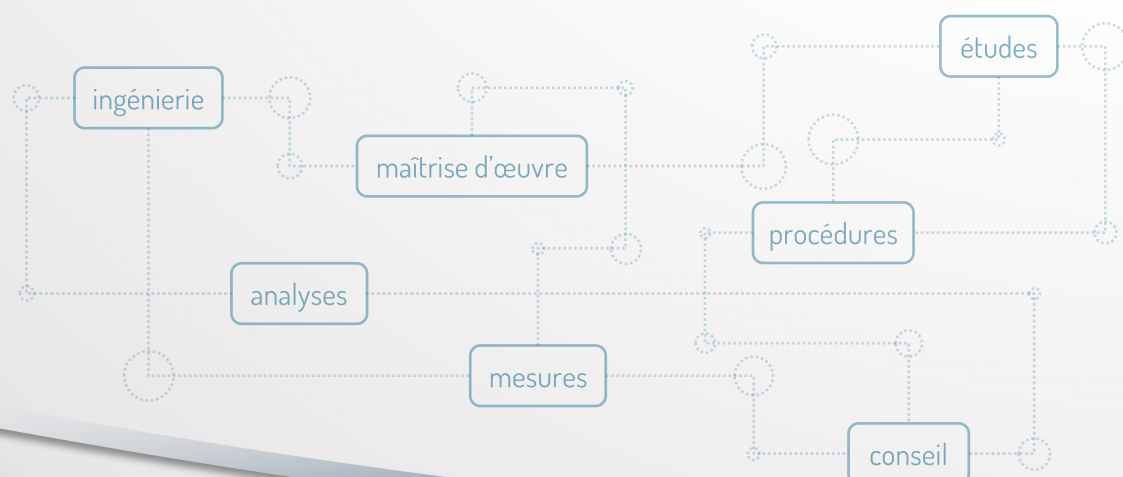 études
ingénierie
maîtrise d'œuvre
procédures
analyses
mesures
conseil